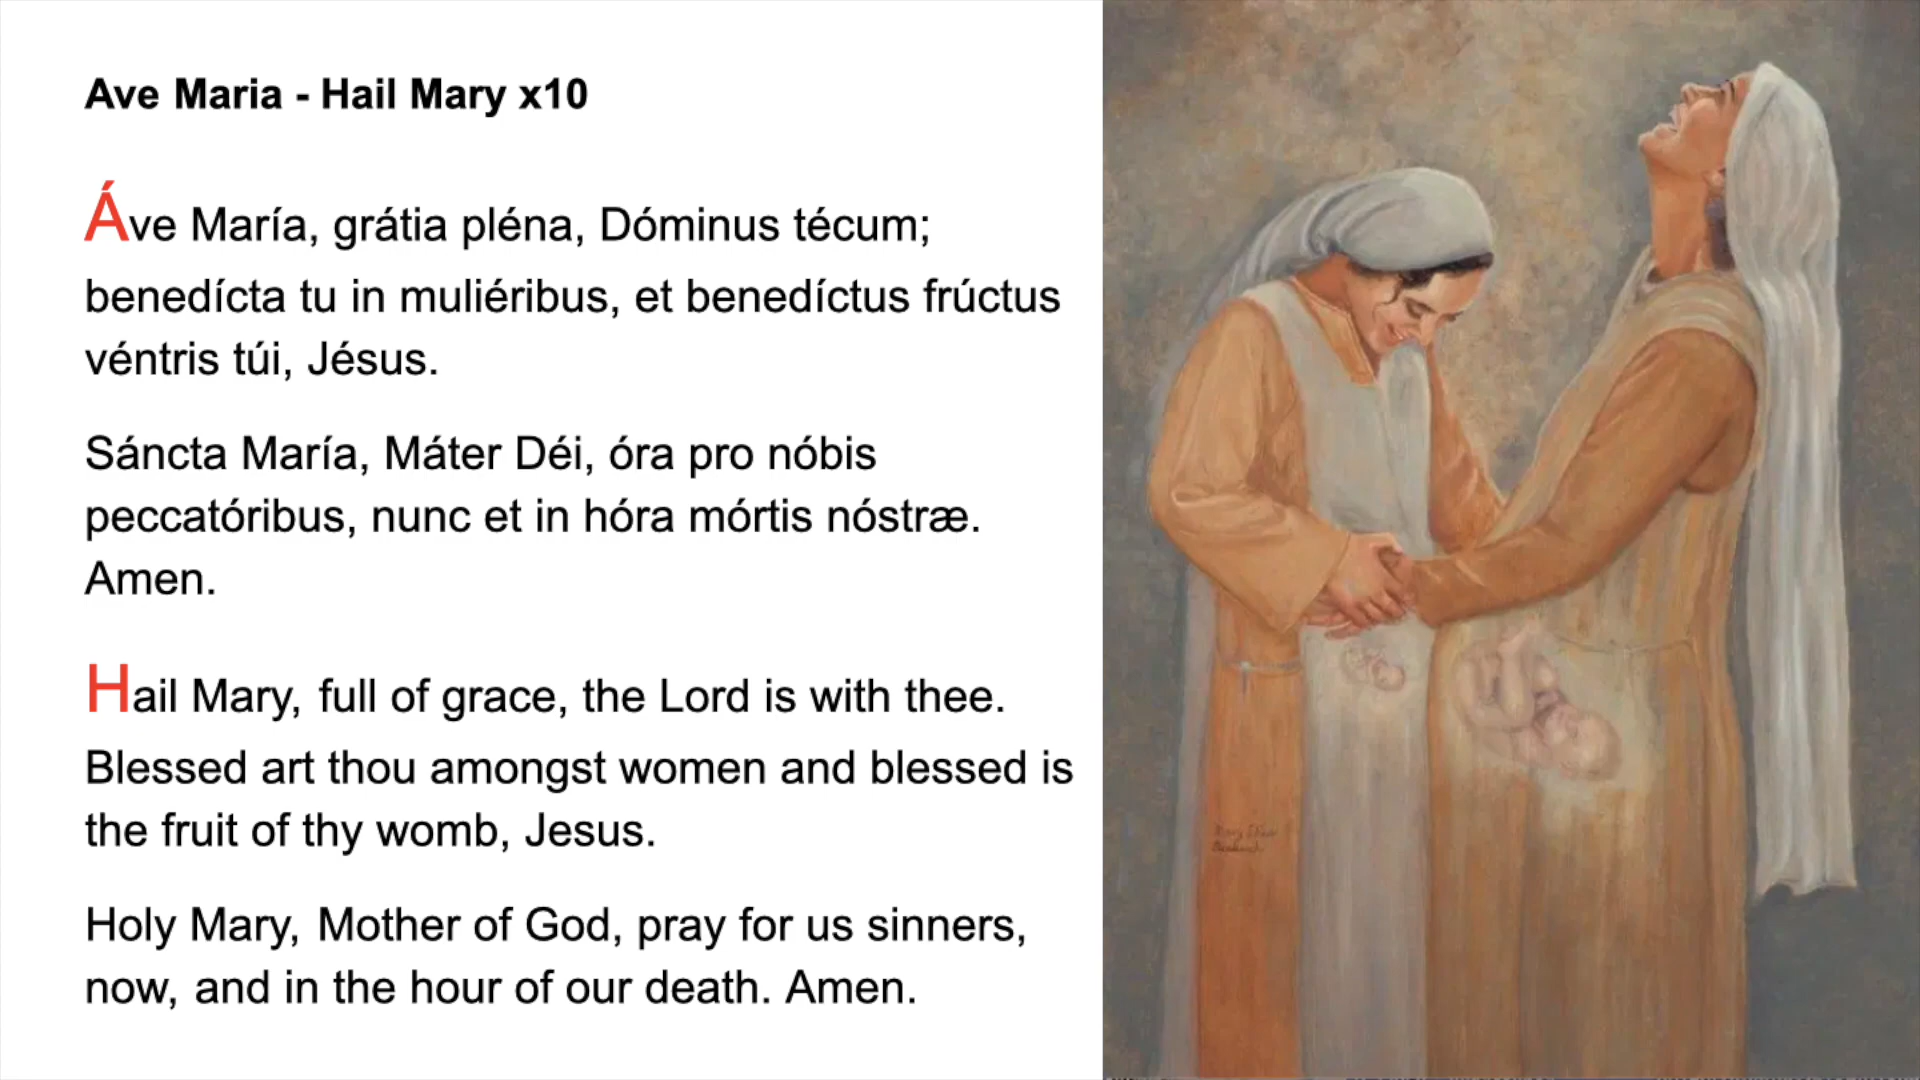 Ave Maria - Hail Mary x10
Áve María, grátia pléna, Dóminus técum;
benedícta tu in muliéribus, et benedíctus frúctus
véntris túi, Jésus.
Sáncta María, Máter Déi, óra pro nóbis
peccatóribus, nunc et in hóra mórtis nóstræ.
Amen.
Hail Mary, full of grace, the Lord is with thee.
Blessed art thou amongst women and blessed is
the fruit of thy womb, Jesus.
Holy Mary, Mother of God, pray for us sinners,
now, and in the hour of our death. Amen.